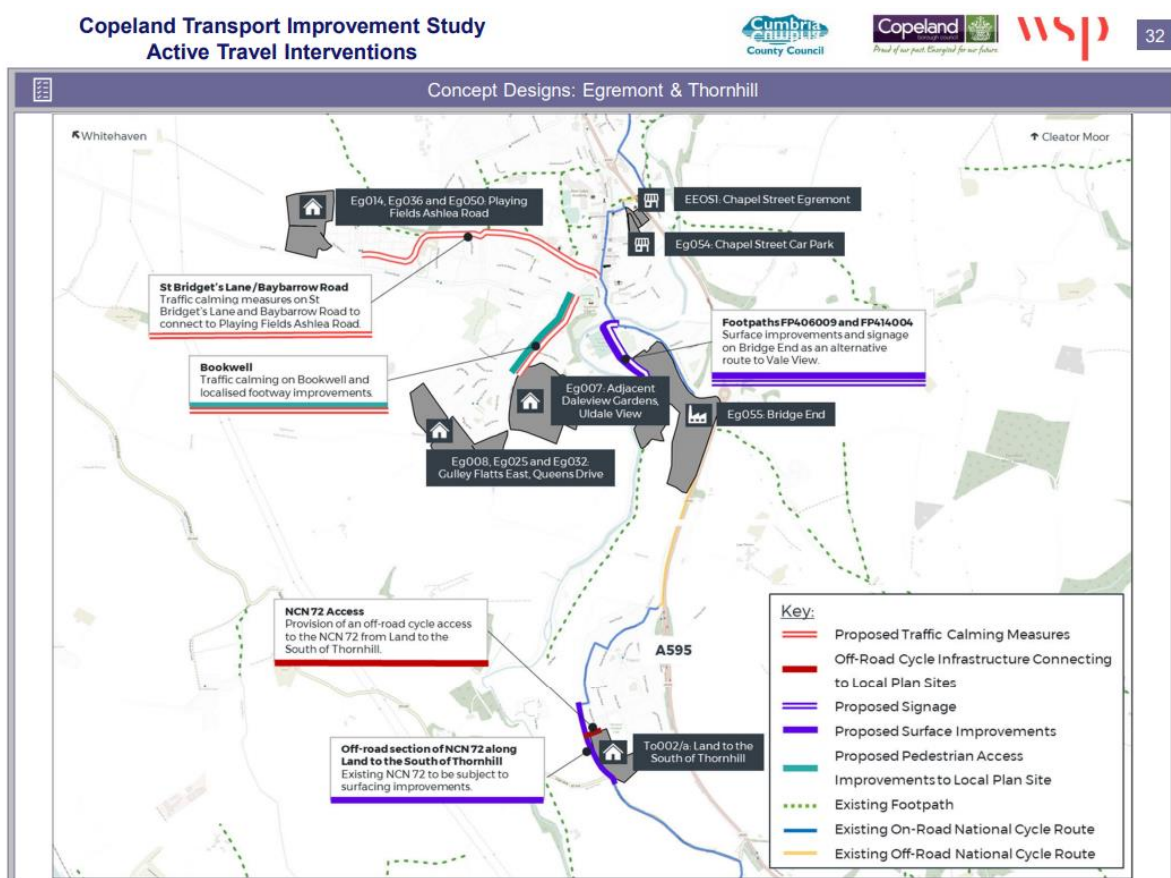 Copeland Transport Improvement Study
Active Travel Interventions
Cumbria
County Council
Copeland
Proud of our past. Energised for our future.
wsp
32
Concept Designs: Egremont & Thornhill
Whitehaven
Cleator Moor
Eg014, Eg036 and Eg050: Playing
Fields Ashlea Road
EEOS1: Chapel Street Egremont
Eg054: Chapel Street Car Park
St Bridget's Lane/Baybarrow Road
Traffic calming measures on St
Bridget's Lane and Baybarrow Road to
connect to Playing Fields Ashlea Road.
Footpaths FP406009 and FP414004
Surface improvements and signage
on Bridge End as an alternative
route to Vale View.
Bookwell
Traffic calming on Bookwell and
localised footway improvements.
Eg007: Adjacent
Daleview Gardens,
Uldale View
Eg055: Bridge End
Eg008, Eg025 and Eg032:
Gulley Flatts East, Queens Drive
NCN 72 Access
Provision of an off-road cycle access
to the NCN 72 from Land to the
South of Thornhill.
A595
Off-road section of NCN 72 along
Land to the South of Thornhill
Existing NCN 72 to be subject to
surfacing improvements.
To002/a: Land to the
South of Thornhill
Key:
Proposed Traffic Calming Measures
Off-Road Cycle Infrastructure Connecting
to Local Plan Sites
Proposed Signage
Proposed Surface Improvements
Proposed Pedestrian Access
Improvements to Local Plan Site
Existing Footpath
Existing On-Road National Cycle Route
Existing Off-Road National Cycle Route